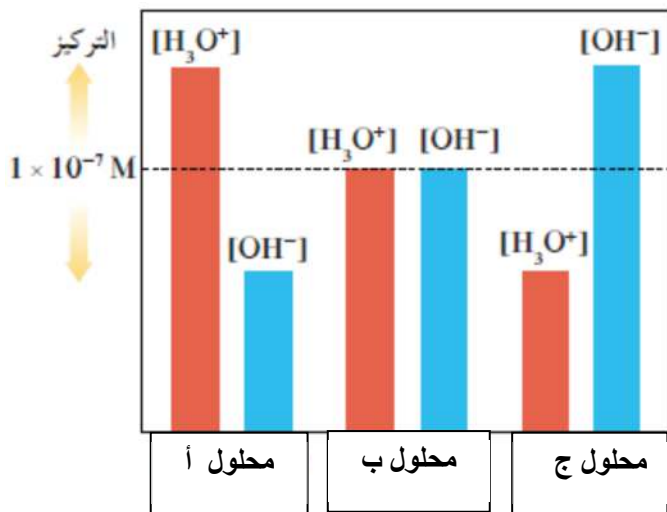 التركيز
[H₃O⁺]
[OH⁻]
[H₃O⁺]
[OH⁻]
1 × 10⁻⁷ M
[OH⁻]
[H₃O⁺]
محلول أ
محلول ب
محلول ج